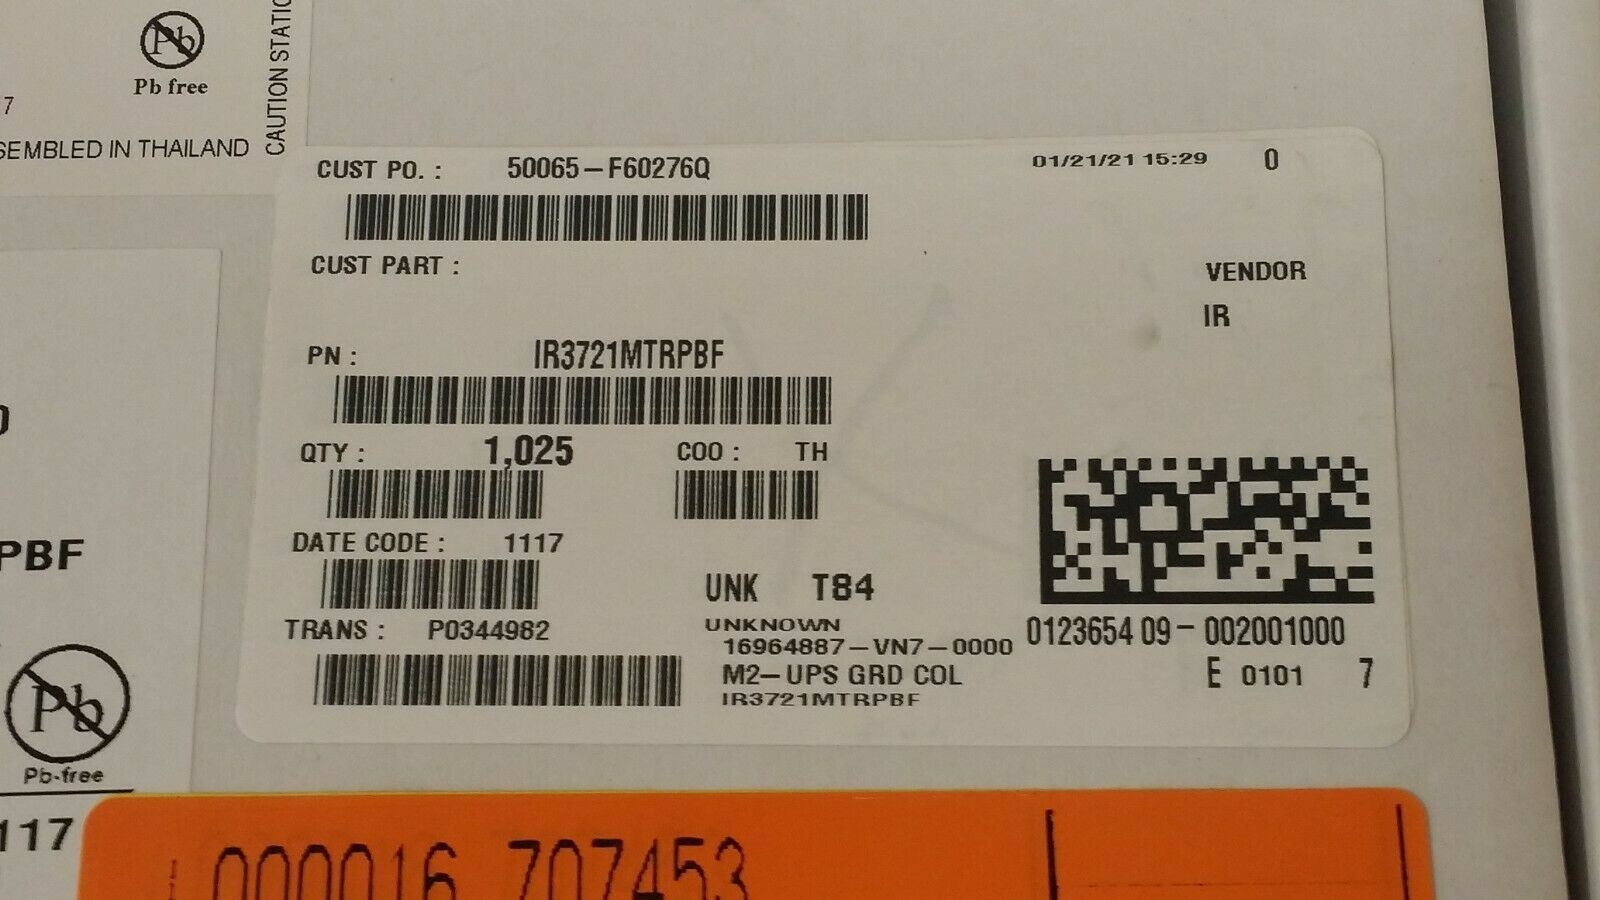 Pb
Pb free
7
CAUTION
SEMBLED IN THAILAND
CUST PO. : 50065-F60276Q
01/21/21 15:29 0
CUST PART :
VENDOR
IR
PN : IR3721MTRPBF
QTY : 1,025
COO : TH
DATE CODE : 1117
UNK T84
TRANS : P0344982
UNKNOWN
16964887-VN7-0000
M2-UPS GRD COL
IR3721MTRPBF
0123654 09-002001000
E 0101 7
PBF
Pb
Pb-free
117
000016 707453